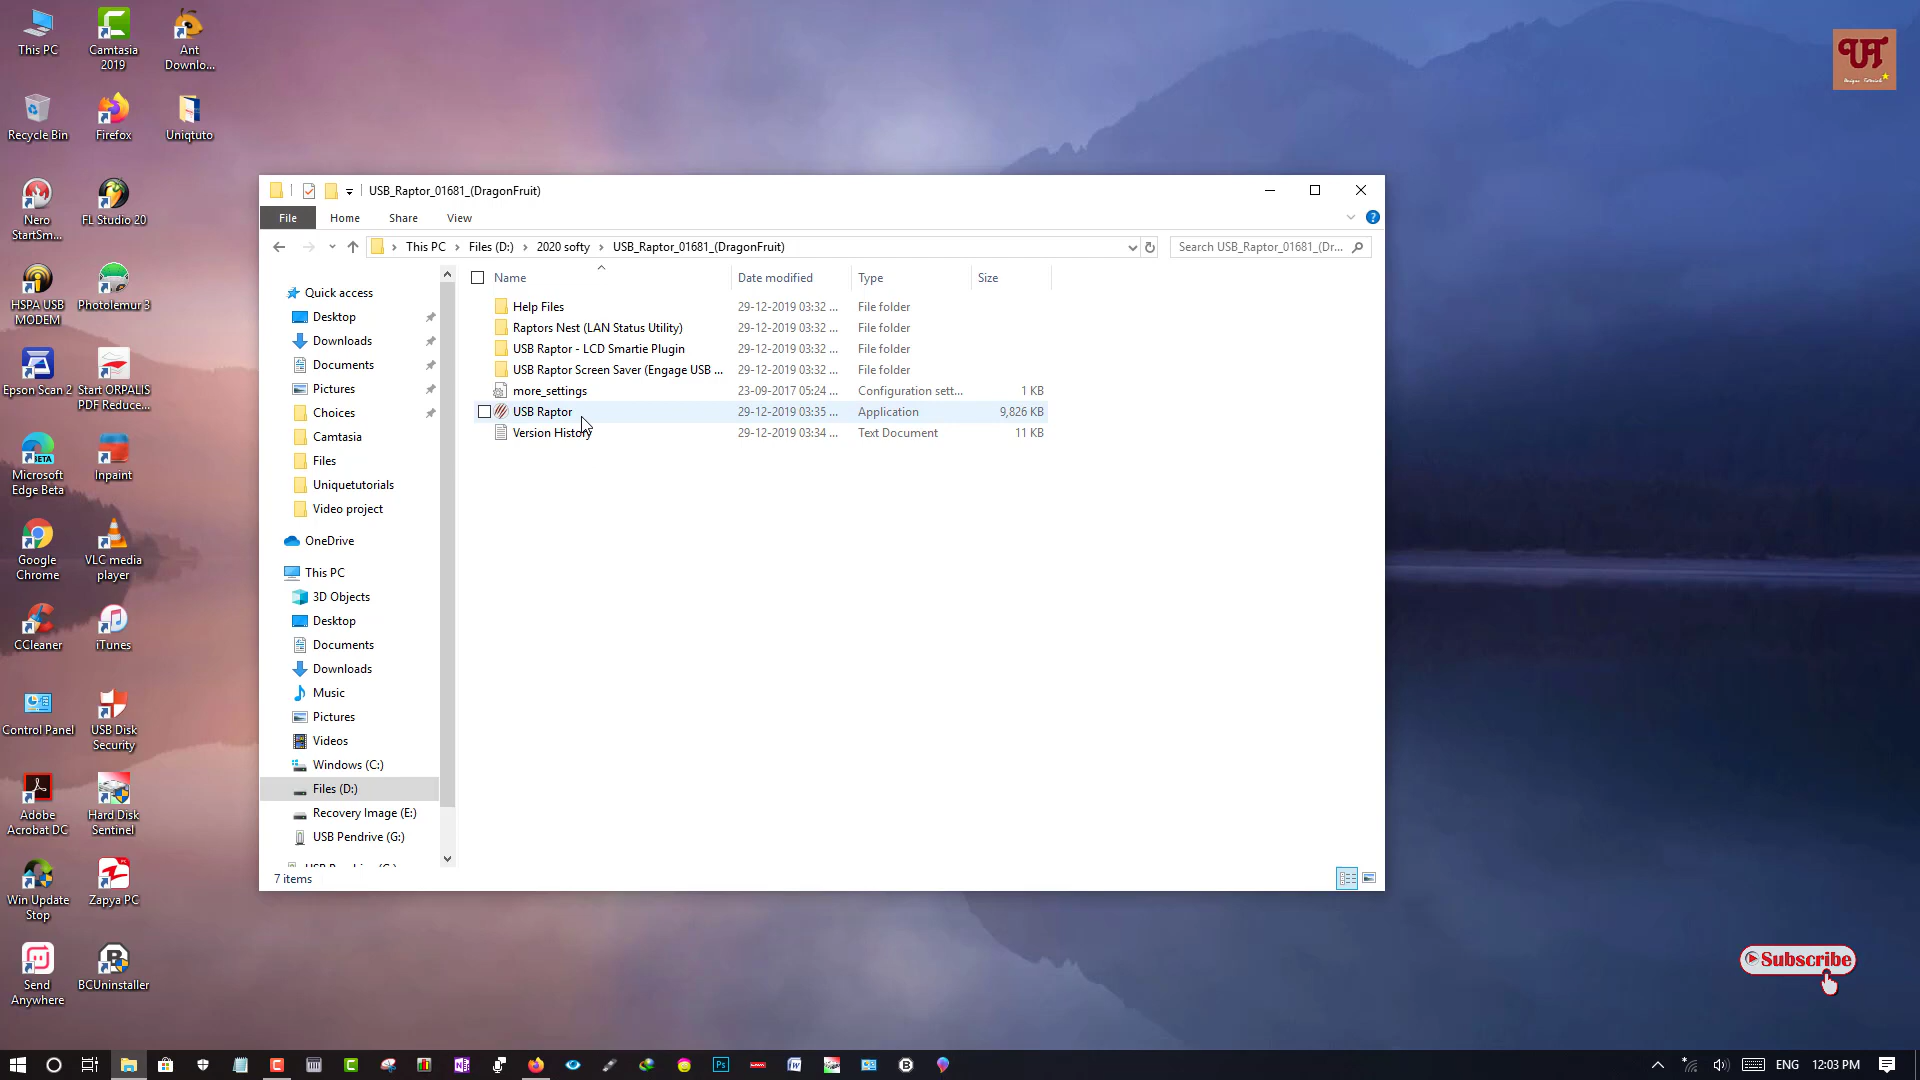 This PC
Camtasia
2019
Ant
Downlo...
Recycle Bin
Firefox
Uniqtuto
Nero
StartSm...
FL Studio 20
HSPA USB
MODEM
Photolemur 3
Epson Scan 2
Start ORPALIS
PDF Reduce...
Microsoft
Edge Beta
Inpaint
Google
Chrome
VLC media
player
CCleaner
iTunes
Control Panel
USB Disk
Security
Adobe
Acrobat DC
Hard Disk
Sentinel
Win Update
Stop
Zapya PC
Send
Anywhere
BCUninstaller
UT
Unique Tutorials
USB_Raptor_01681_(DragonFruit)
File Home Share View
This PC > Files (D:) > 2020 softy > USB_Raptor_01681_(DragonFruit)
Search USB_Raptor_01681_(Dr...
Name Date modified Type Size
Help Files 29-12-2019 03:32 ... File folder
Raptors Nest (LAN Status Utility) 29-12-2019 03:32 ... File folder
USB Raptor - LCD Smartie Plugin 29-12-2019 03:32 ... File folder
USB Raptor Screen Saver (Engage USB ... 29-12-2019 03:32 ... File folder
more_settings 23-09-2017 05:24 ... Configuration sett... 1 KB
USB Raptor 29-12-2019 03:35 ... Application 9,826 KB
Version History 29-12-2019 03:34 ... Text Document 11 KB
Quick access
Desktop
Downloads
Documents
Pictures
Choices
Camtasia
Files
Uniquetutorials
Video project
OneDrive
This PC
3D Objects
Desktop
Documents
Downloads
Music
Pictures
Videos
Windows (C:)
Files (D:)
Recovery Image (E:)
USB Pendrive (G:)
7 items
Subscribe
ENG 12:03 PM